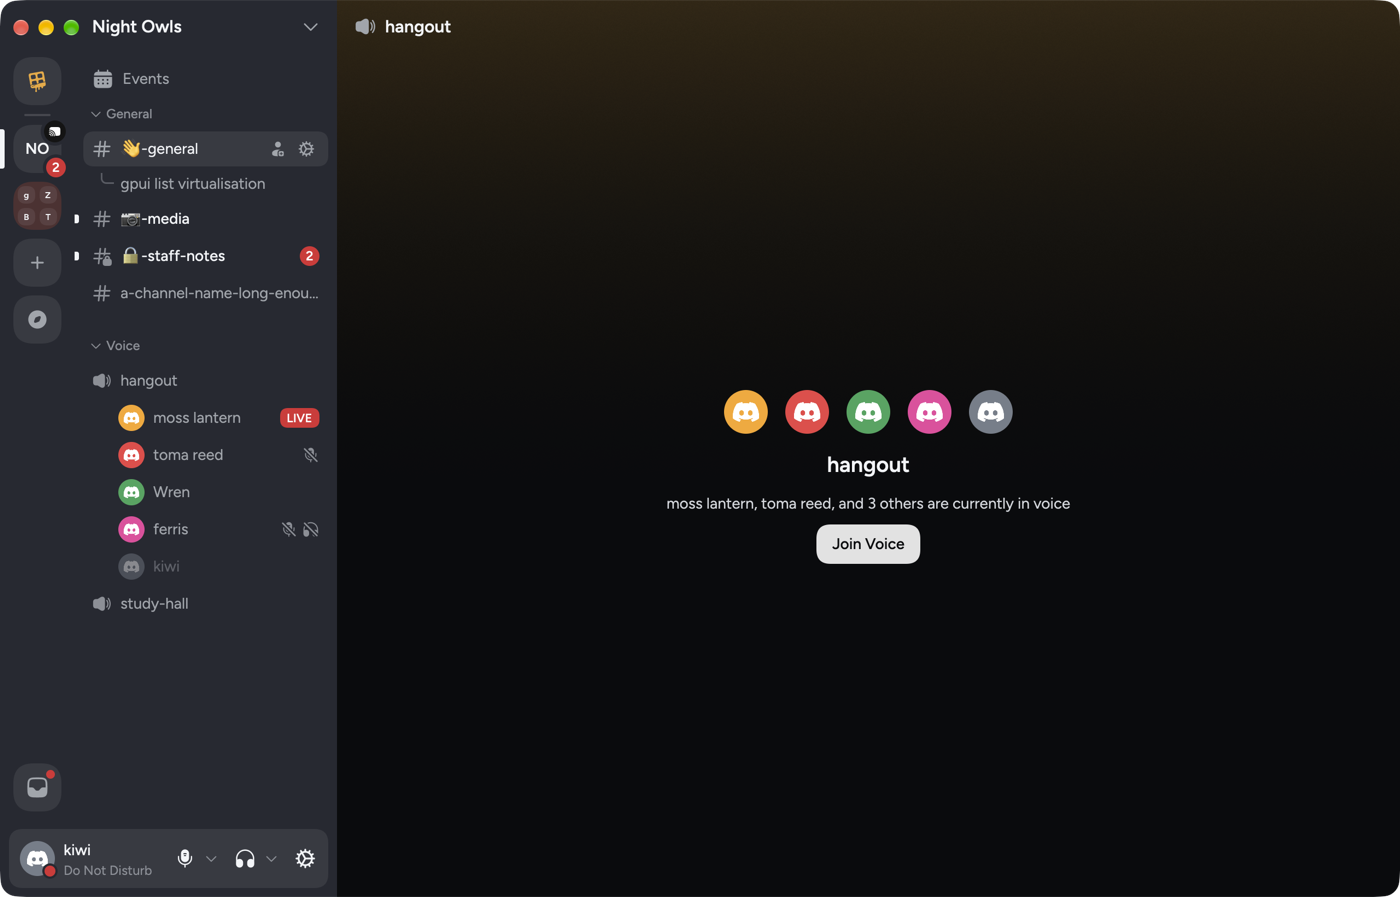 Night Owls
hangout
Events
General
NO
2
👋-general
g Z
B T
gpui list virtualisation
📷-media
🔒-staff-notes
2
a-channel-name-long-enou...
Voice
hangout
moss lantern
LIVE
toma reed
Wren
ferris
kiwi
study-hall
hangout
moss lantern, toma reed, and 3 others are currently in voice
Join Voice
kiwi
Do Not Disturb